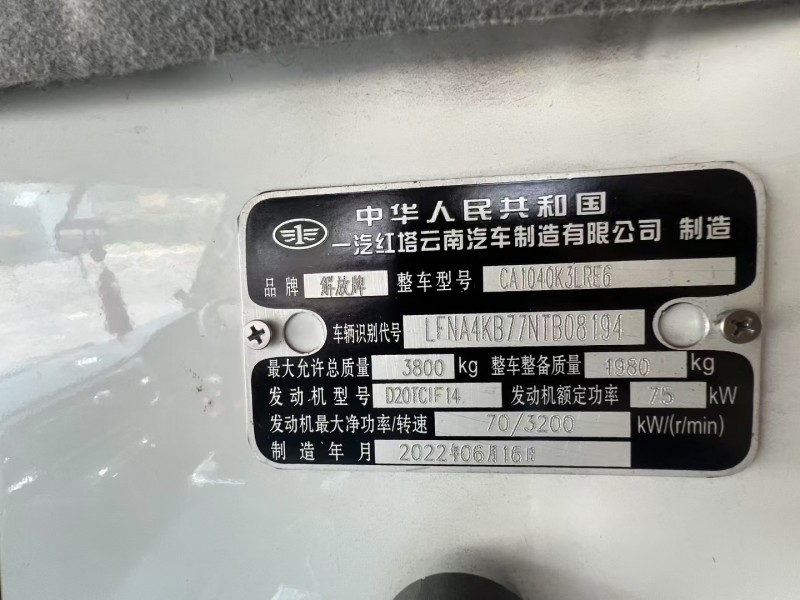 中华人民共和国
一汽红塔云南汽车制造有限公司 制造
品牌 解放牌 整车型号 CA1040K3LRE6
车辆识别代号 LFNA4KB77NTB08194
最大允许总质量 3800 kg 整车整备质量 1980 kg
发动机型号 D20TCIF14 发动机额定功率 75 kW
发动机最大净功率/转速 70/3200 kW/(r/min)
制造年月 2022年06月16日